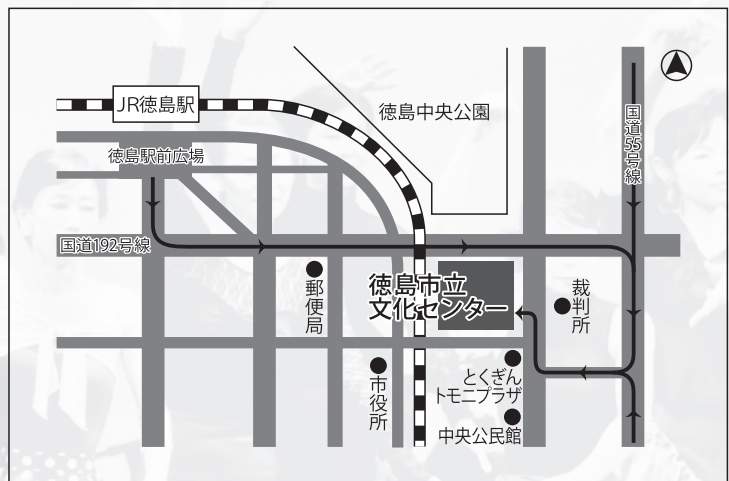 JR徳島駅
徳島中央公園
徳島駅前広場
国道55号線
国道192号線
郵便局
徳島市立
文化センター
裁判所
市役所
とくぎん
トモニプラザ
中央公民館